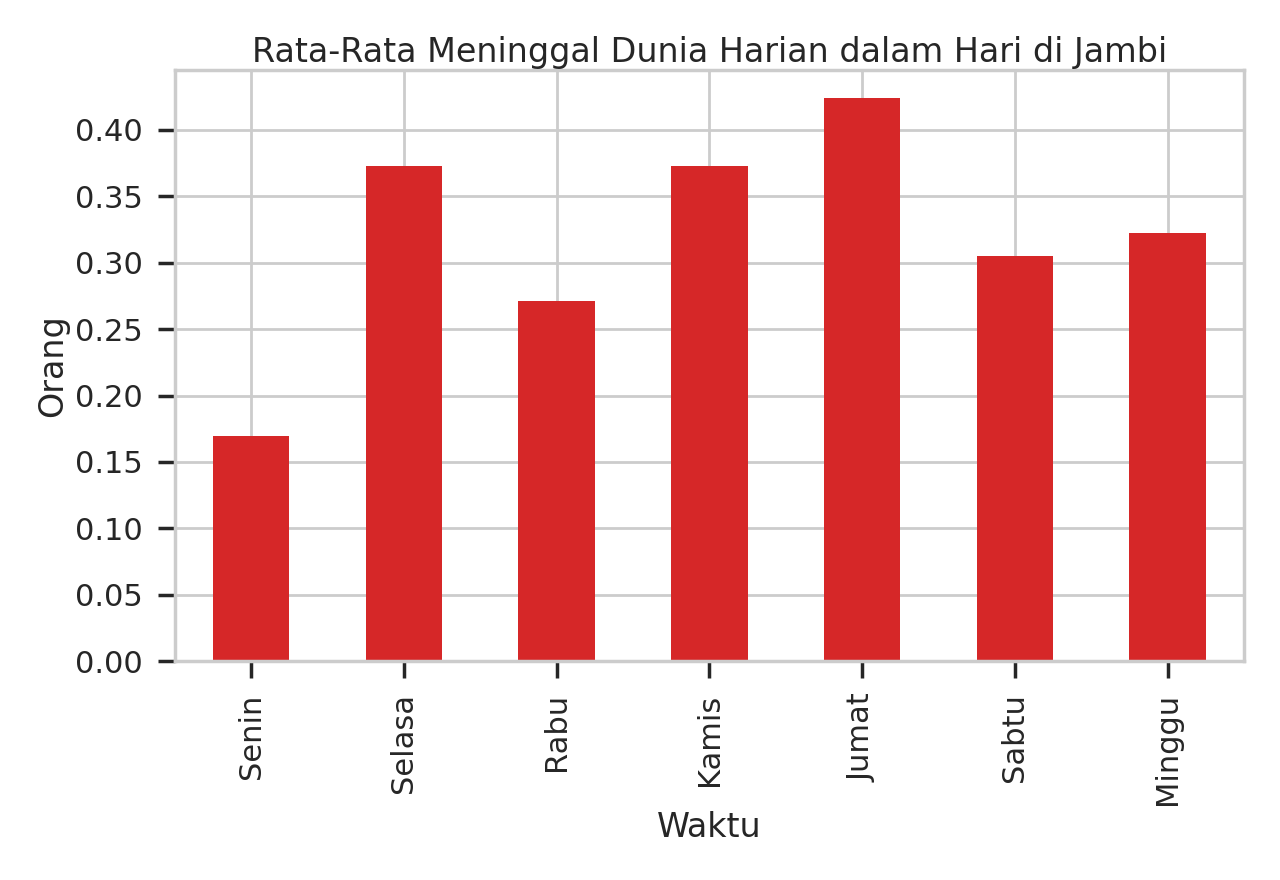 Rata-Rata Meninggal Dunia Harian dalam Hari di Jambi
0.40
0.35
0.30
0.25
0.20
0.15
0.10
0.05
0.00
Orang
Senin
Selasa
Rabu
Kamis
Jumat
Sabtu
Minggu
Waktu